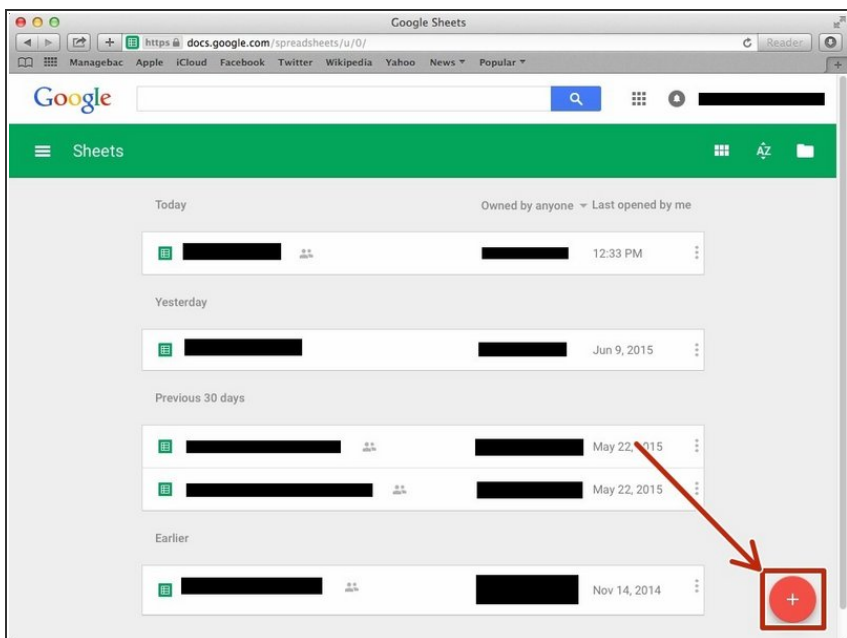 Google Sheets
https docs.google.com/spreadsheets/u/0/
Reader
Managebac Apple iCloud Facebook Twitter Wikipedia Yahoo News Popular
Google
Sheets
AZ
Today Owned by anyone Last opened by me
12:33 PM
Yesterday
Jun 9, 2015
Previous 30 days
May 22, 2015
May 22, 2015
Earlier
Nov 14, 2014
+